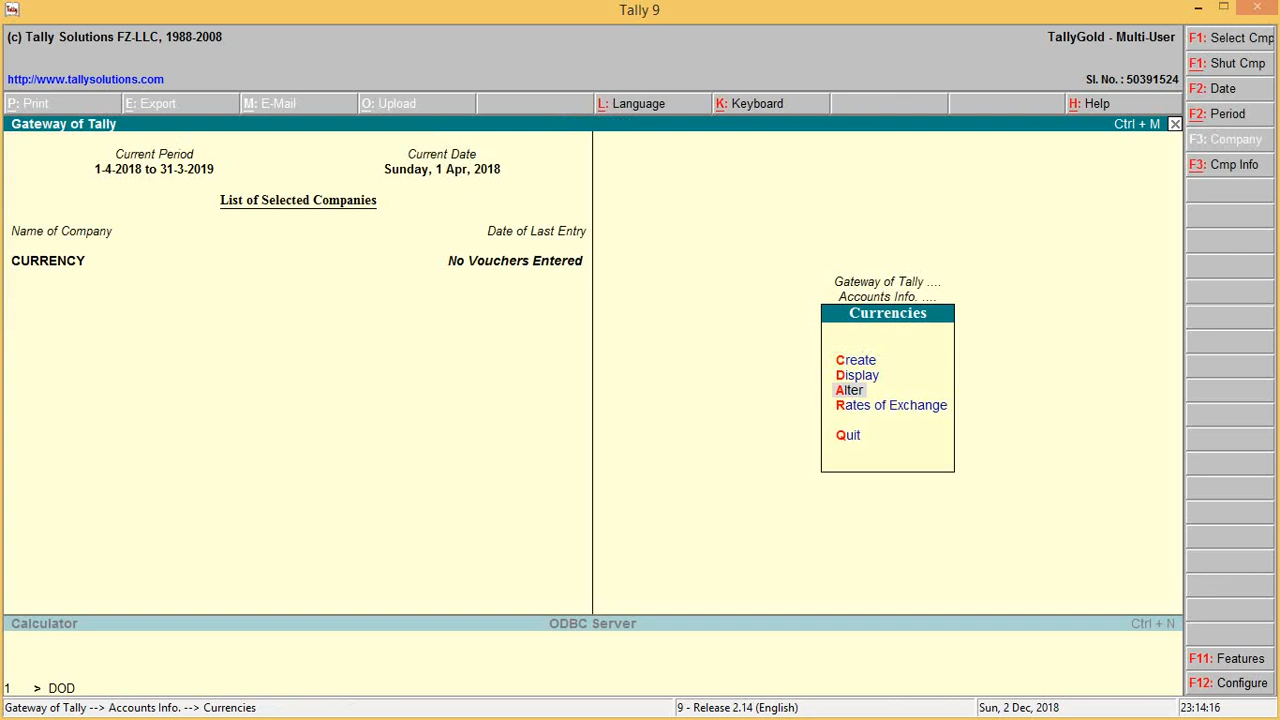 Tally
Tally 9
(c) Tally Solutions FZ-LLC, 1988-2008
TallyGold - Multi-User
http://www.tallysolutions.com
Sl. No. : 50391524
P: Print
E: Export
M: E-Mail
O: Upload
L: Language
K: Keyboard
H: Help
Gateway of Tally
Ctrl + M
Current Period
1-4-2018 to 31-3-2019
Current Date
Sunday, 1 Apr, 2018
List of Selected Companies
Name of Company
Date of Last Entry
CURRENCY
No Vouchers Entered
Gateway of Tally ....
Accounts Info. ....
Currencies
Create
Display
Alter
Rates of Exchange
Quit
F1: Select Cmp
F1: Shut Cmp
F2: Date
F2: Period
F3: Company
F3: Cmp Info
F11: Features
F12: Configure
Calculator
ODBC Server
Ctrl + N
1 > DOD
Gateway of Tally --> Accounts Info. --> Currencies
9 - Release 2.14 (English)
Sun, 2 Dec, 2018
23:14:16